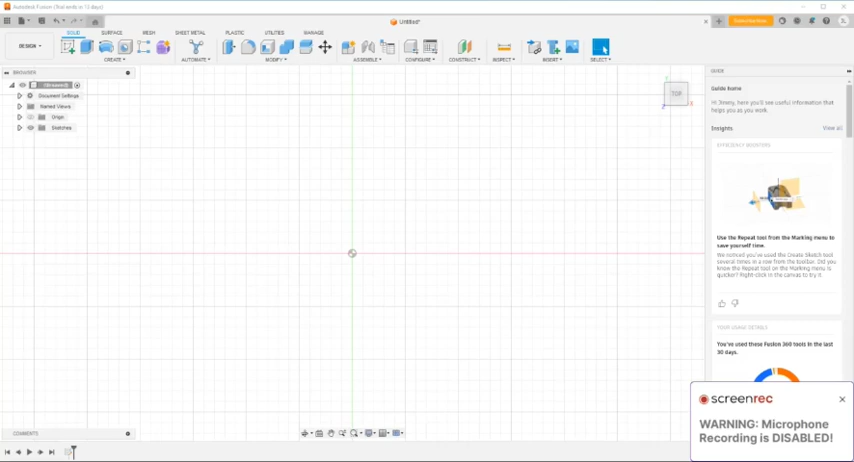 Autodesk Fusion (Trial ends in 13 days)
Untitled*
DESIGN
SOLID SURFACE MESH SHEET METAL PLASTIC UTILITIES MANAGE
CREATE AUTOMATE MODIFY ASSEMBLE CONFIGURE CONSTRUCT INSPECT INSERT SELECT
BROWSER
Document Settings
Named Views
Origin
Sketches
TOP
X
Z
GUIDE
Guide home
Hi Jimmy, here you'll see useful information that
helps you as you work.
Insights View all
EFFICIENCY BOOSTERS
Use the Repeat tool from the Marking menu to
save yourself time.
We noticed you've used the Create Sketch tool
several times in a row from the toolbar. Did you
know the Repeat tool on the Marking menu is
quicker? Right-click in the canvas to try it.
YOUR USAGE DETAILS
You've used these Fusion 360 tools in the last
30 days.
screenrec
WARNING: Microphone
Recording is DISABLED!
COMMENTS